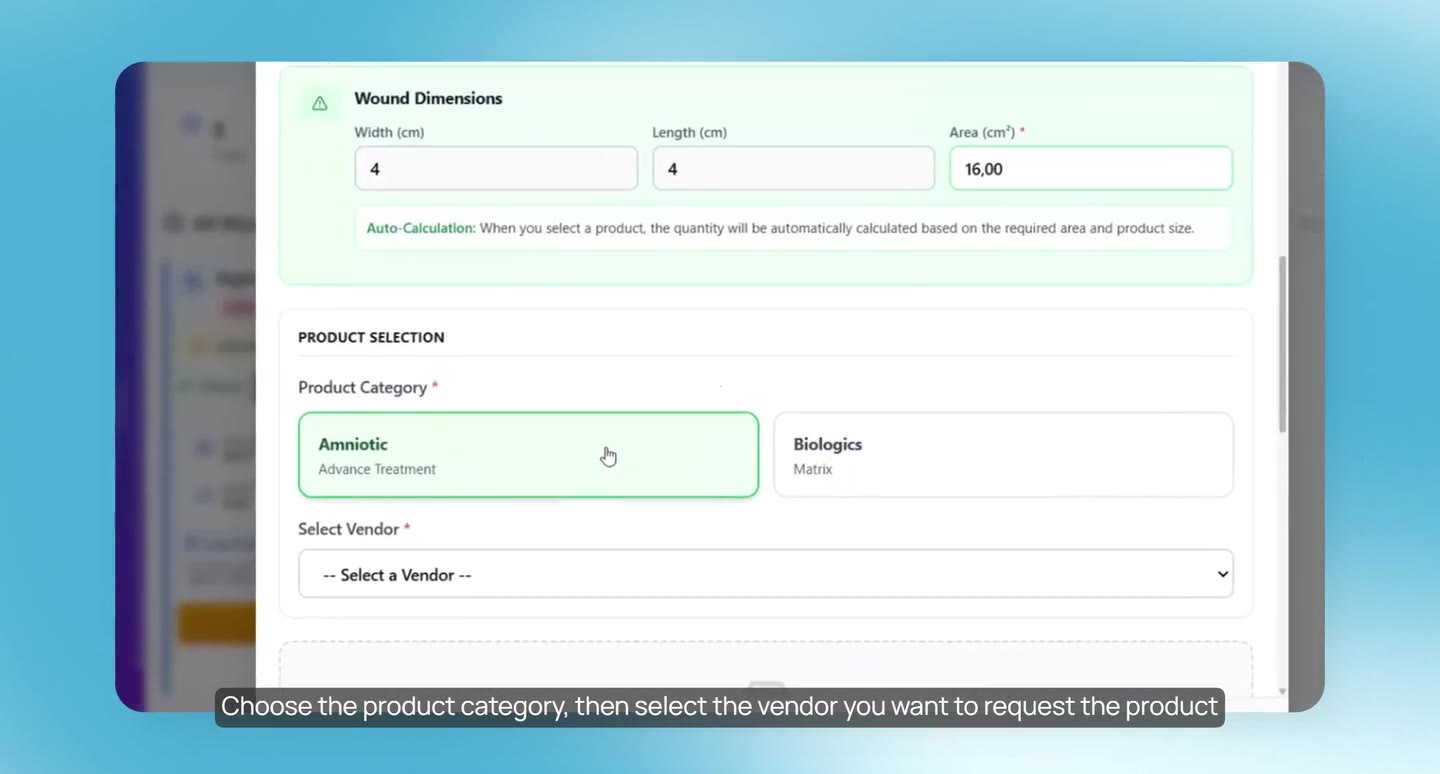 Wound Dimensions
Width (cm) Length (cm) Area (cm²) *
4 4 16,00
Auto-Calculation: When you select a product, the quantity will be automatically calculated based on the required area and product size.
PRODUCT SELECTION
Product Category *
Amniotic Biologics
Advance Treatment Matrix
Select Vendor *
-- Select a Vendor --
Choose the product category, then select the vendor you want to request the product